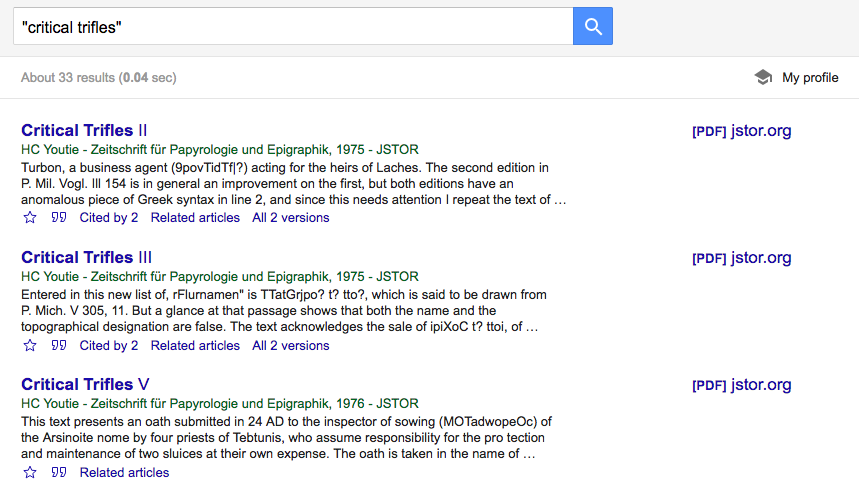 "critical trifles"
About 33 results (0.04 sec)
My profile
Critical Trifles II
[PDF] jstor.org
HC Youtie - Zeitschrift für Papyrologie und Epigraphik, 1975 - JSTOR
Turbon, a business agent (9povTidTf|?) acting for the heirs of Laches. The second edition in
P. Mil. Vogl. Ill 154 is in general an improvement on the first, but both editions have an
anomalous piece of Greek syntax in line 2, and since this needs attention I repeat the text of …
Cited by 2 Related articles All 2 versions
Critical Trifles III
[PDF] jstor.org
HC Youtie - Zeitschrift für Papyrologie und Epigraphik, 1975 - JSTOR
Entered in this new list of, rFlurnamen" is TTatGrjpo? t? tto?, which is said to be drawn from
P. Mich. V 305, 11. But a glance at that passage shows that both the name and the
topographical designation are false. The text acknowledges the sale of ipiXoC t? ttoi, of …
Cited by 2 Related articles All 2 versions
Critical Trifles V
[PDF] jstor.org
HC Youtie - Zeitschrift für Papyrologie und Epigraphik, 1976 - JSTOR
This text presents an oath submitted in 24 AD to the inspector of sowing (MOTadwopeOc) of
the Arsinoite nome by four priests of Tebtunis, who assume responsibility for the pro tection
and maintenance of two sluices at their own expense. The oath is taken in the name of …
Related articles